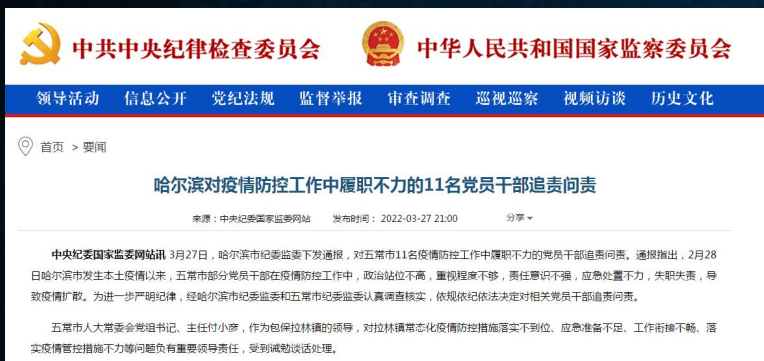 中共中央纪律检查委员会 中华人民共和国国家监察委员会
领导活动 信息公开 党纪法规 监督举报 审查调查 巡视巡察 视频访谈 历史文化
首页 > 要闻
哈尔滨对疫情防控工作中履职不力的11名党员干部追责问责
来源：中央纪委国家监委网站 发布时间： 2022-03-27 21:00 分享
中央纪委国家监委网站讯 3月27日，哈尔滨市纪委监委下发通报，对五常市11名疫情防控工作中履职不力的党员干部追责问责。通报指出，2月28
日哈尔滨市发生本土疫情以来，五常市部分党员干部在疫情防控工作中，政治站位不高，重视程度不够，责任意识不强，应急处置不力，失职失责，导
致疫情扩散。为进一步严明纪律，经哈尔滨市纪委监委和五常市纪委监委认真调查核实，依规依纪依法决定对相关党员干部追责问责。
五常市人大常委会党组书记、主任付小彦，作为包保拉林镇的领导，对拉林镇常态化疫情防控措施落实不到位、应急准备不足、工作衔接不畅、落
实疫情管控措施不力等问题负有重要领导责任，受到诫勉谈话处理。